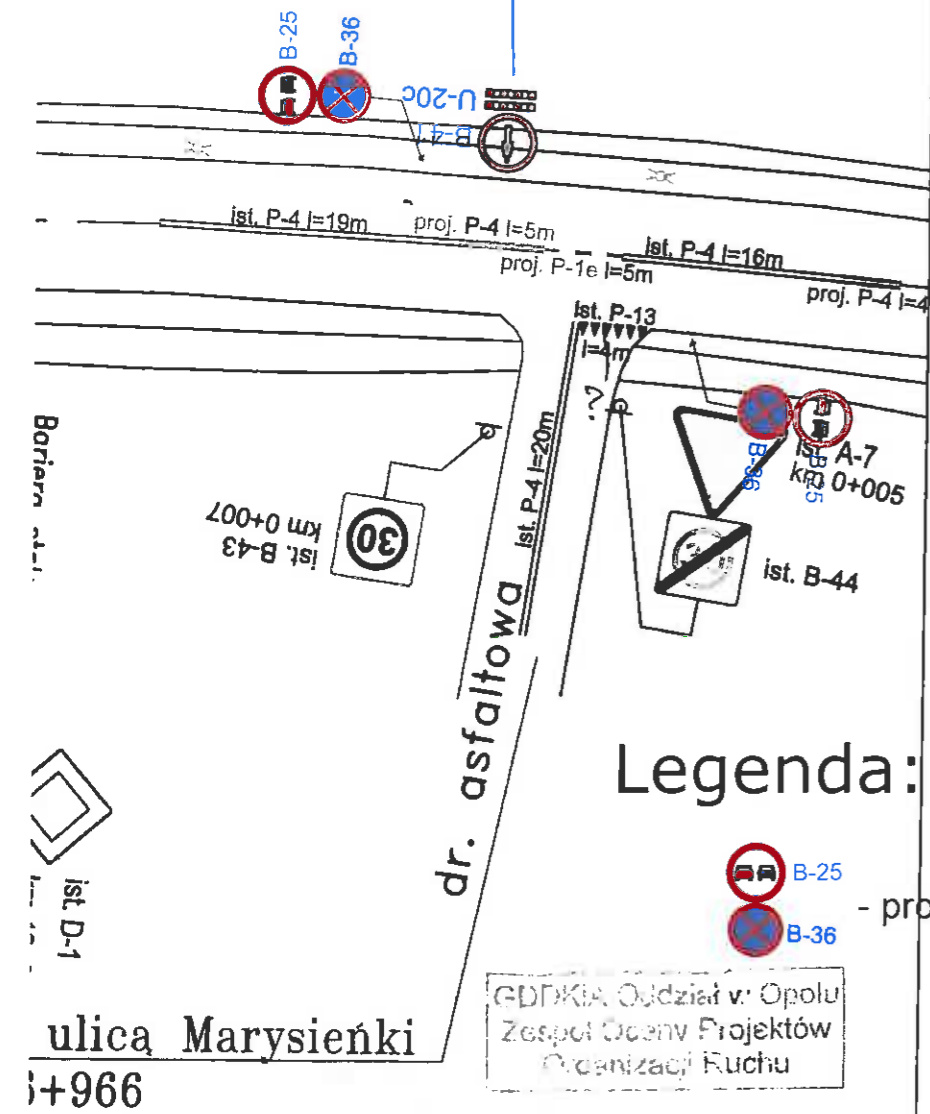 B-25
B-36
U-20c
B-41
ist. P-4 l=19m
proj. P-4 l=5m
proj. P-1e l=5m
ist. P-4 l=16m
proj. P-4 l=4
ist. P-13
l=4m
ist. P-4 l=20m
dr. asfaltowa
Bariera
ist. B-43
km 0+007
30
B-36
B-25
ist. A-7
km 0+005
ist. B-44
Legenda:
B-25
B-36
- pro
ist. D-1
GDDKiA Oddział w Opolu
Zespół Oceny Projektów
Organizacji Ruchu
ulicą Marysieńki
+966